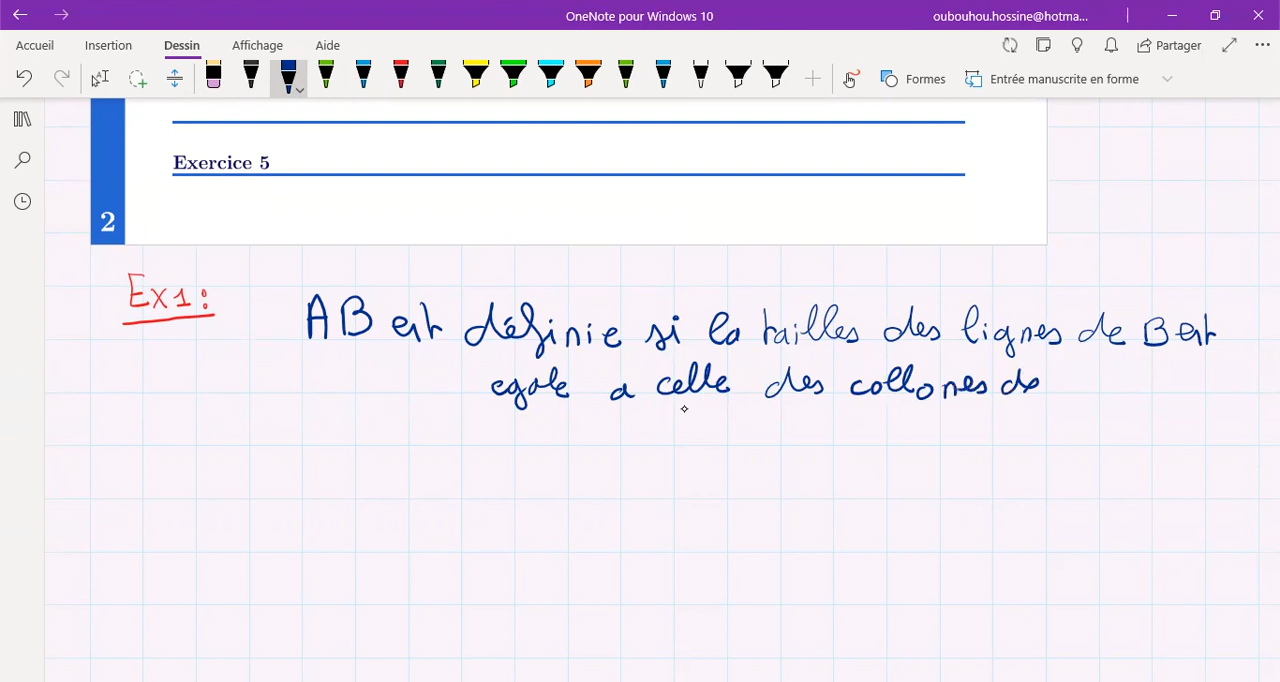 OneNote pour Windows 10
oubouhou.hossine@hotma...
Accueil Insertion Dessin Affichage Aide
Partager
Formes
Entrée manuscrite en forme
Exercice 5
2
Ex1:
AB est définie si la tailles des lignes de B est
egale a celle des collones de